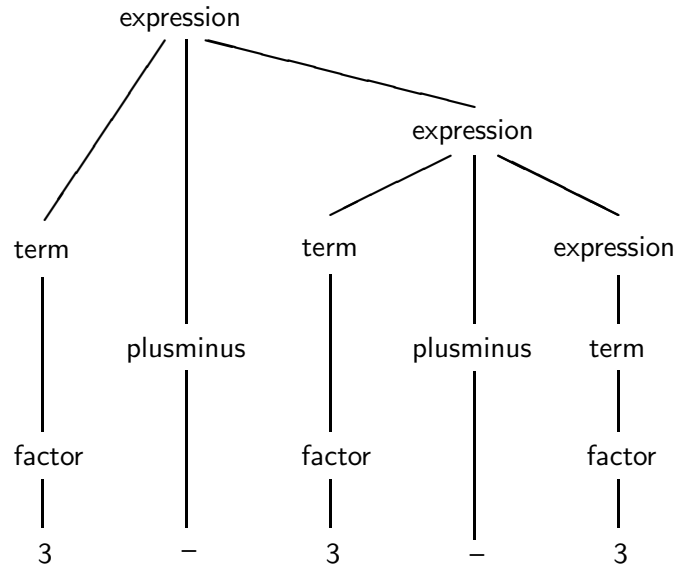 expression
expression
term term expression
plusminus plusminus term
factor factor factor
3 – 3 – 3